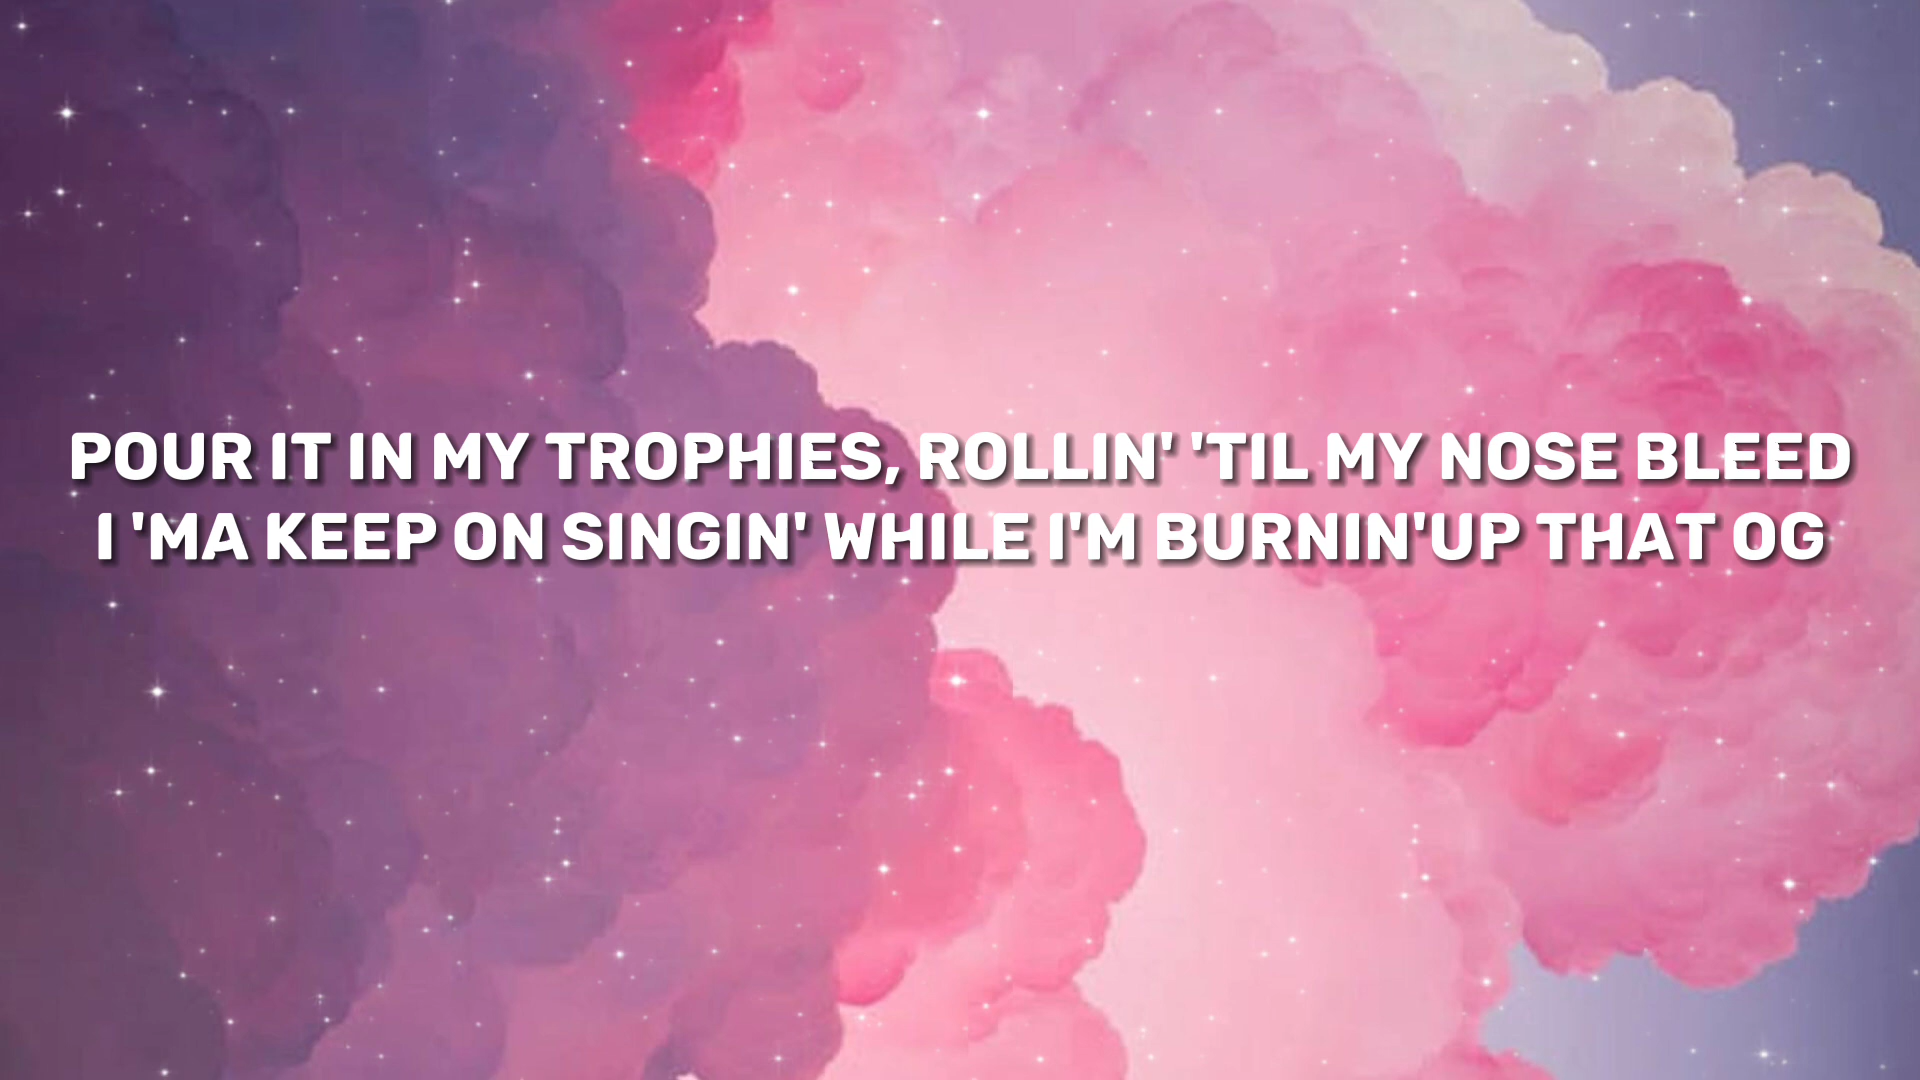 POUR IT IN MY TROPHIES, ROLLIN' 'TIL MY NOSE BLEED
I 'MA KEEP ON SINGIN' WHILE I'M BURNIN'UP THAT OG